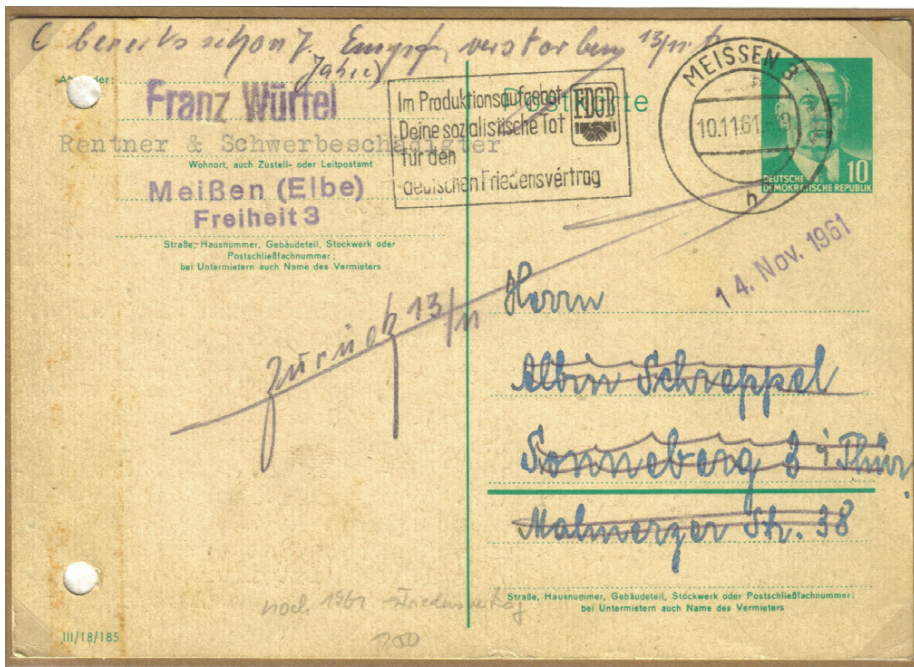 bereits schon 7. Empf. verstorben 13/11
Jahre)
Absender:
Franz Würfel
Rentner & Schwerbeschädigter
Wohnort, auch Zustell- oder Leitpostamt
Meißen (Elbe)
Freiheit 3
Straße, Hausnummer, Gebäudeteil, Stockwerk oder
Postschließfachnummer;
bei Untermietern auch Name des Vermieters
Postkarte
Im Produktionsaufgebot
Deine sozialistische Tat
für den
deutschen Friedensvertrag
FDGB
MEISSEN 3
10.11.61
h
10
DEUTSCHE
DEMOKRATISCHE REPUBLIK
14. Nov. 1961
zurück 13/11
Herrn
Albin Schreppel
Sonneberg 3 i Thür.
Malmerzer Str. 38
Straße, Hausnummer, Gebäudeteil, Stockwerk oder Postschließfachnummer;
bei Untermietern auch Name des Vermieters
noch 1961 Friedensvertrag
III/18/185